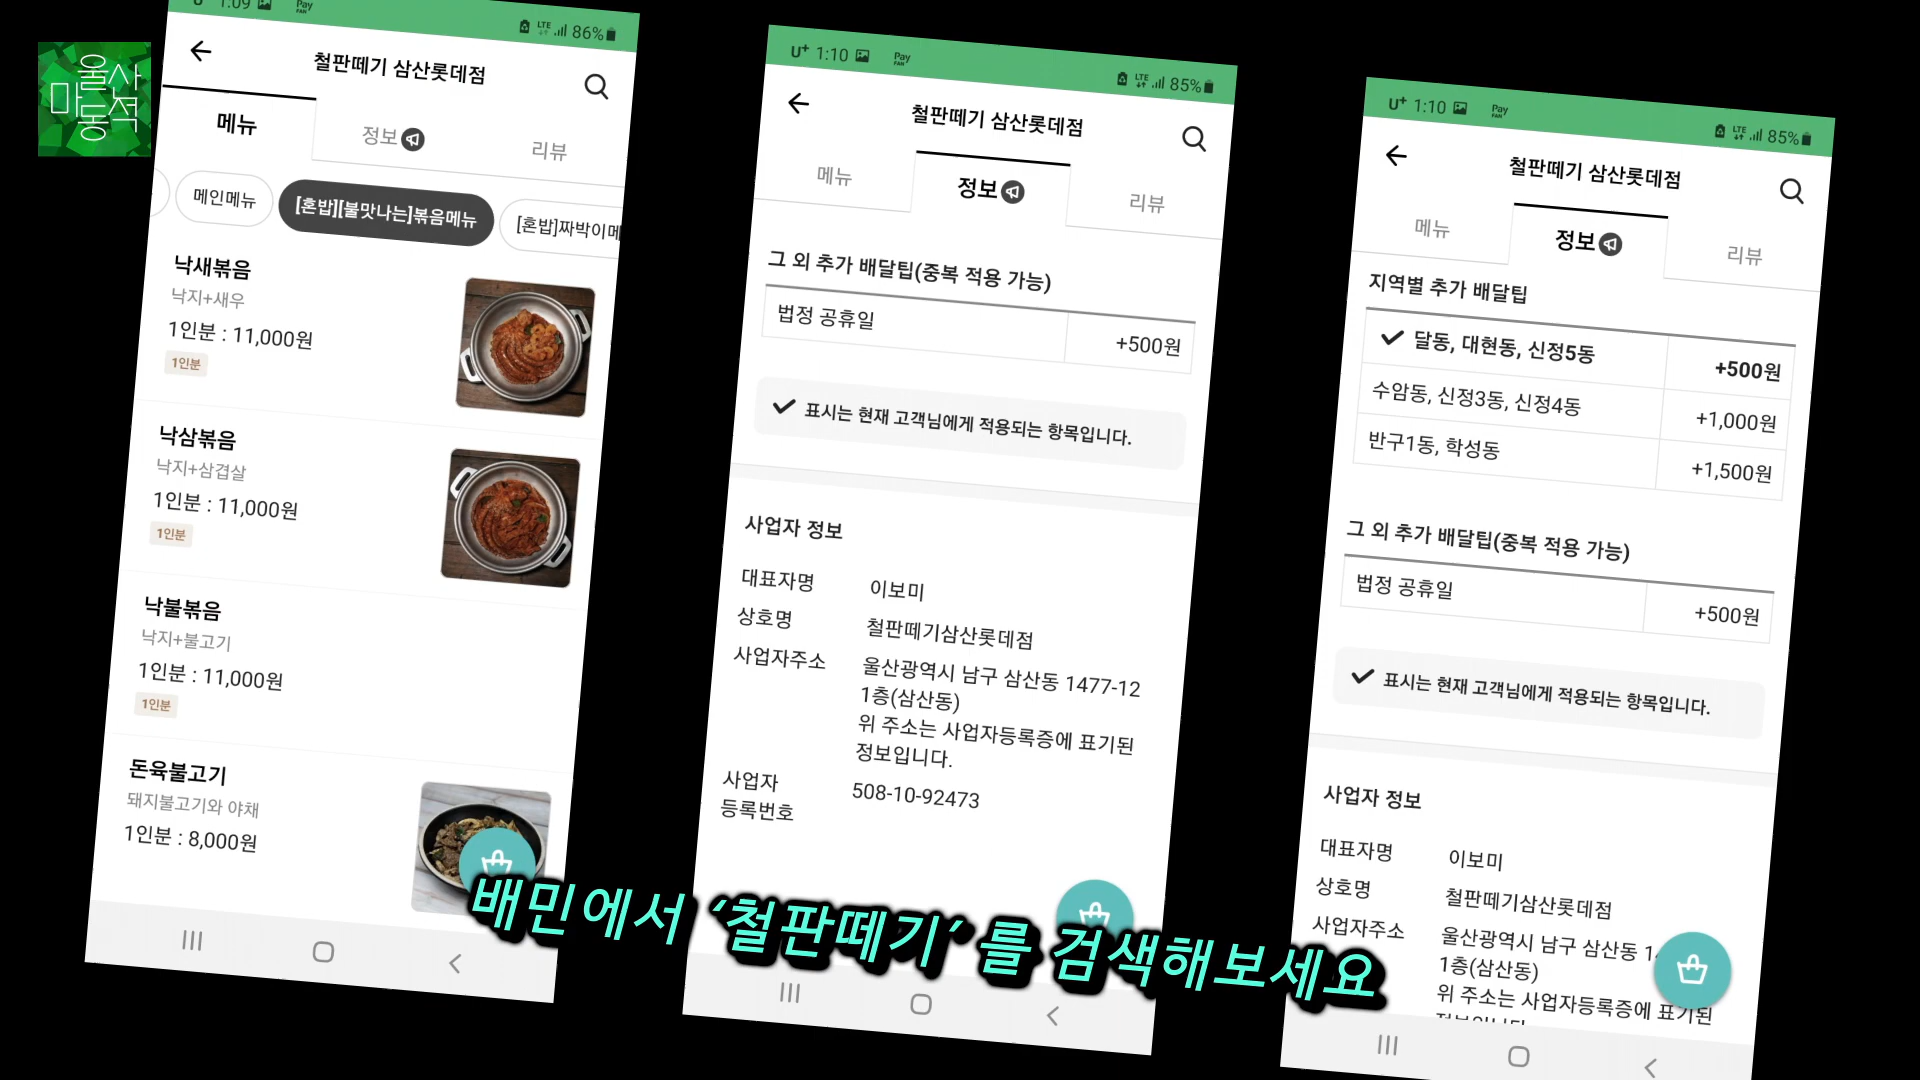 울사
마동석
U+ 1:09 Pay
LTE 86%
철판떼기 삼산롯데점
메뉴
정보
리뷰
메인메뉴
[혼밥][불맛나는]볶음메뉴
[혼밥]짜박이메
낙새볶음
낙지+새우
1인분 : 11,000원
1인분
낙삼볶음
낙지+삼겹살
1인분 : 11,000원
1인분
낙불볶음
낙지+불고기
1인분 : 11,000원
1인분
돈육불고기
돼지불고기와 야채
1인분 : 8,000원
U+ 1:10 Pay
LTE 85%
철판떼기 삼산롯데점
메뉴
정보
리뷰
그 외 추가 배달팁(중복 적용 가능)
법정 공휴일 +500원
표시는 현재 고객님에게 적용되는 항목입니다.
사업자 정보
대표자명 이보미
상호명 철판떼기삼산롯데점
사업자주소 울산광역시 남구 삼산동 1477-12
1층(삼산동)
위 주소는 사업자등록증에 표기된
정보입니다.
사업자 508-10-92473
등록번호
U+ 1:10 Pay
LTE 85%
철판떼기 삼산롯데점
메뉴
정보
리뷰
지역별 추가 배달팁
달동, 대현동, 신정5동 +500원
수암동, 신정3동, 신정4동 +1,000원
반구1동, 학성동 +1,500원
그 외 추가 배달팁(중복 적용 가능)
법정 공휴일 +500원
표시는 현재 고객님에게 적용되는 항목입니다.
사업자 정보
대표자명 이보미
상호명 철판떼기삼산롯데점
사업자주소 울산광역시 남구 삼산동
1층(삼산동)
위 주소는 사업자등록증에 표기된
배민에서 ‘철판떼기’ 를 검색해보세요